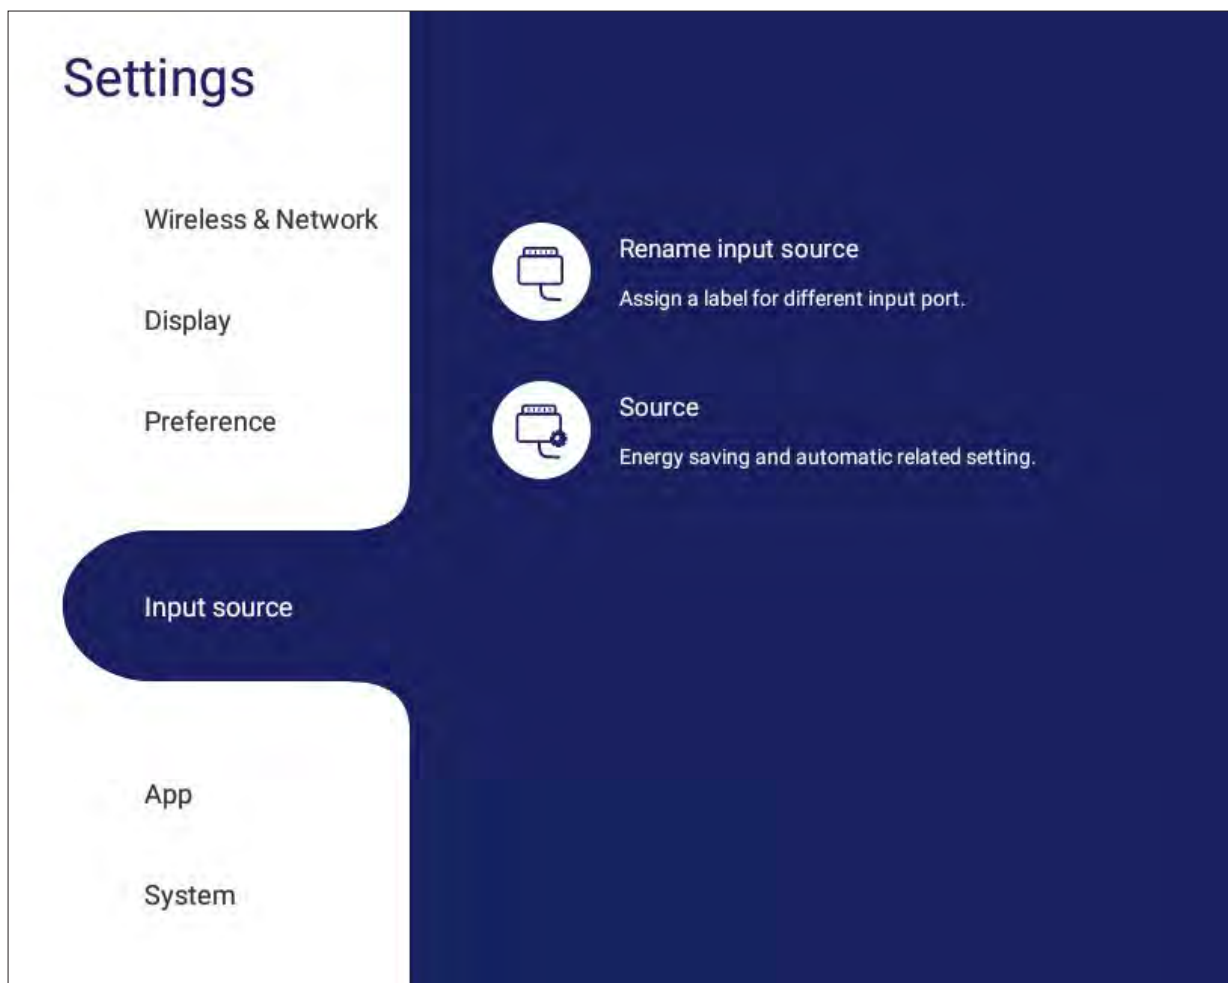 Settings
Wireless & Network
Display
Preference
Input source
App
System
Rename input source
Assign a label for different input port.
Source
Energy saving and automatic related setting.